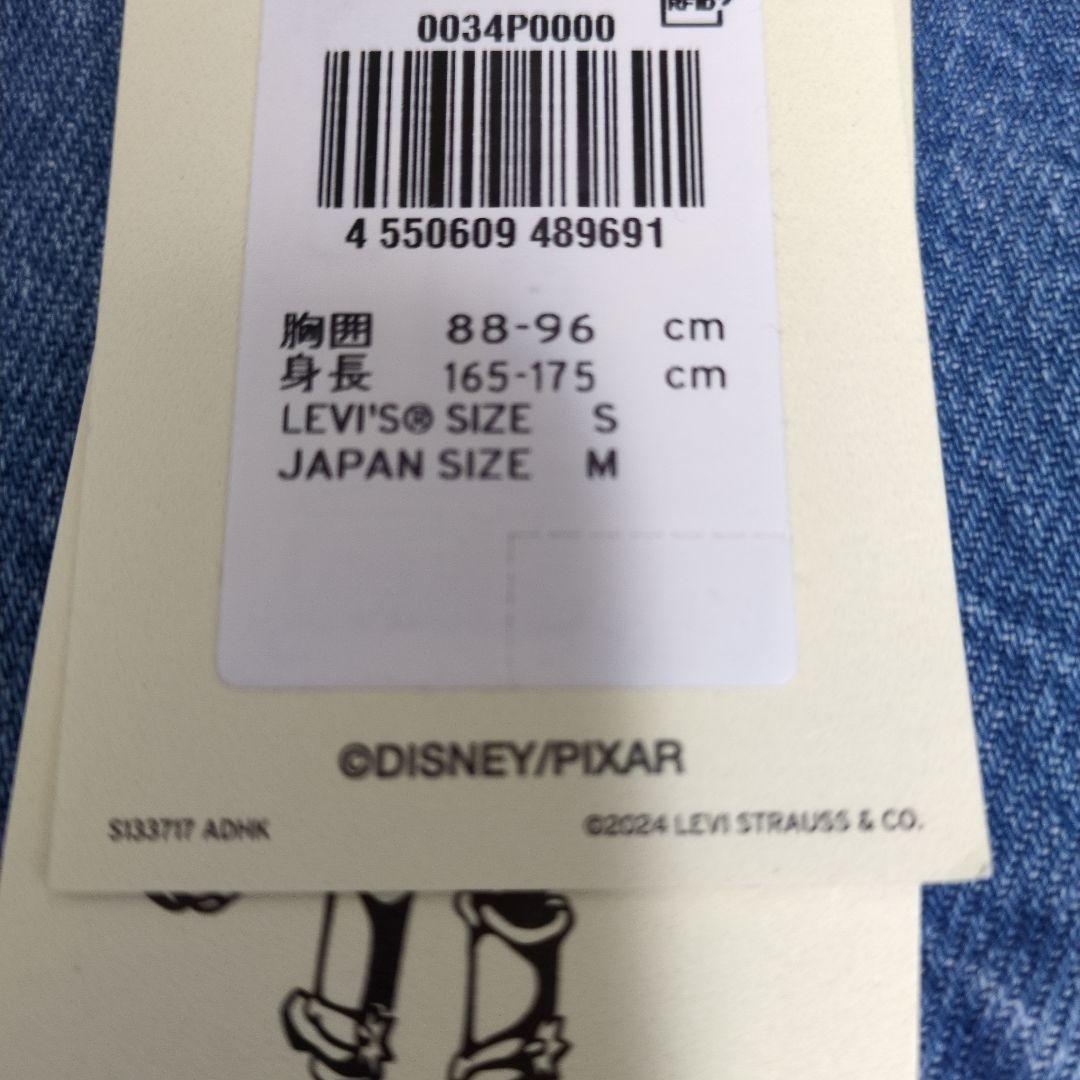 RFID
0034P0000
4 550609 489691
胸囲 88-96 cm
身長 165-175 cm
LEVI'S® SIZE S
JAPAN SIZE M
©DISNEY/PIXAR
S133717 ADHK
©2024 LEVI STRAUSS & CO.